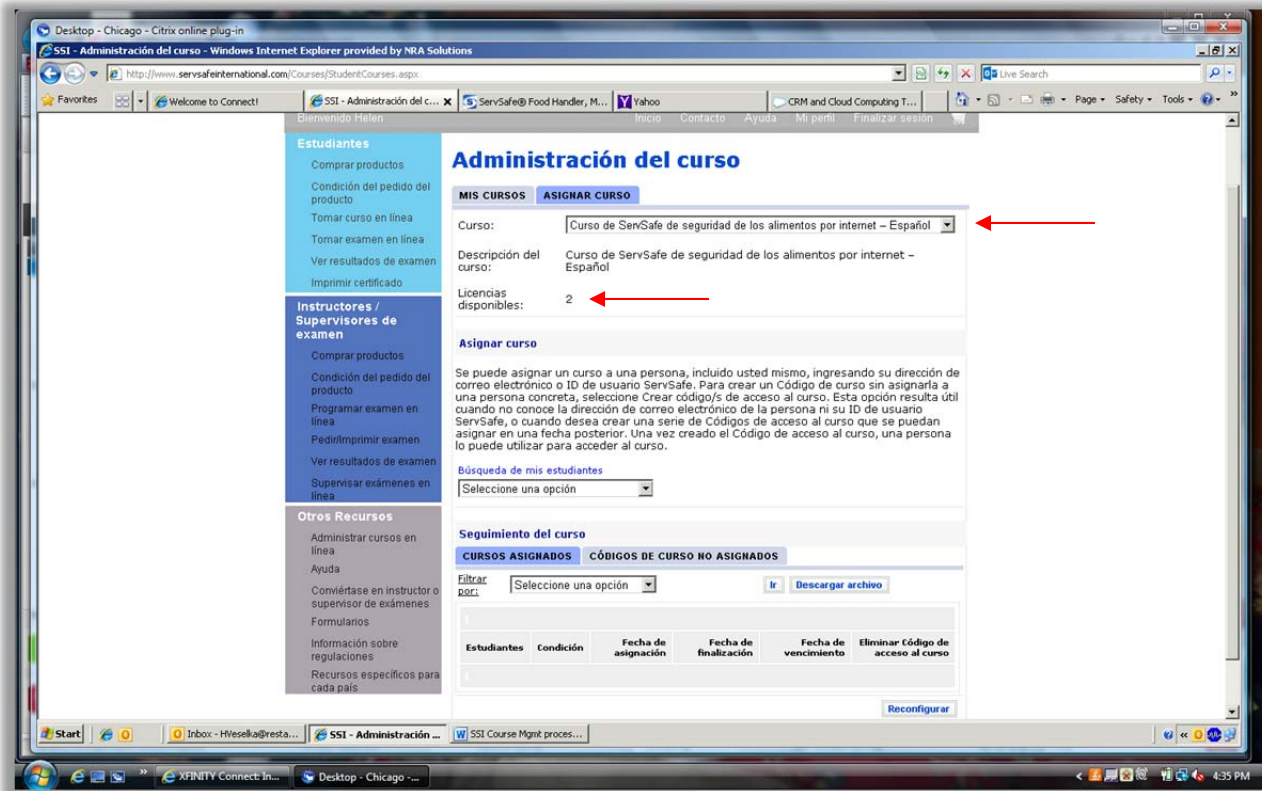 Desktop - Chicago - Citrix online plug-in
SSI - Administración del curso - Windows Internet Explorer provided by NRA Solutions
http://www.servsafeinternational.com/Courses/StudentCourses.aspx
Live Search
Favorites
Welcome to Connect!
SSI - Administración del c...
ServSafe® Food Handler, M...
Yahoo
CRM and Cloud Computing T...
Page
Safety
Tools
Bienvenido Helen
Inicio Contacto Ayuda Mi perfil Finalizar sesión
Estudiantes
Comprar productos
Condición del pedido del
producto
Tomar curso en línea
Tomar examen en línea
Ver resultados de examen
Imprimir certificado
Instructores /
Supervisores de
examen
Comprar productos
Condición del pedido del
producto
Programar examen en
línea
Pedir/Imprimir examen
Ver resultados de examen
Supervisar exámenes en
línea
Otros Recursos
Administrar cursos en
línea
Ayuda
Conviértase en instructor o
supervisor de exámenes
Formularios
Información sobre
regulaciones
Recursos específicos para
cada país
Administración del curso
MIS CURSOS ASIGNAR CURSO
Curso: Curso de ServSafe de seguridad de los alimentos por internet – Español
Descripción del
curso:
Curso de ServSafe de seguridad de los alimentos por internet –
Español
Licencias
disponibles:
2
Asignar curso
Se puede asignar un curso a una persona, incluido usted mismo, ingresando su dirección de
correo electrónico o ID de usuario ServSafe. Para crear un Código de curso sin asignarla a
una persona concreta, seleccione Crear código/s de acceso al curso. Esta opción resulta útil
cuando no conoce la dirección de correo electrónico de la persona ni su ID de usuario
ServSafe, o cuando desea crear una serie de Códigos de acceso al curso que se puedan
asignar en una fecha posterior. Una vez creado el Código de acceso al curso, una persona
lo puede utilizar para acceder al curso.
Búsqueda de mis estudiantes
Seleccione una opción
Seguimiento del curso
CURSOS ASIGNADOS CÓDIGOS DE CURSO NO ASIGNADOS
Filtrar
por:
Seleccione una opción
Ir Descargar archivo
Estudiantes
Condición
Fecha de
asignación
Fecha de
finalización
Fecha de
vencimiento
Eliminar Código de
acceso al curso
Reconfigurar
Start
Inbox - HVeselka@resta...
SSI - Administración ...
SSI Course Mgmt proces...
XFINITY Connect: In...
Desktop - Chicago -...
4:35 PM